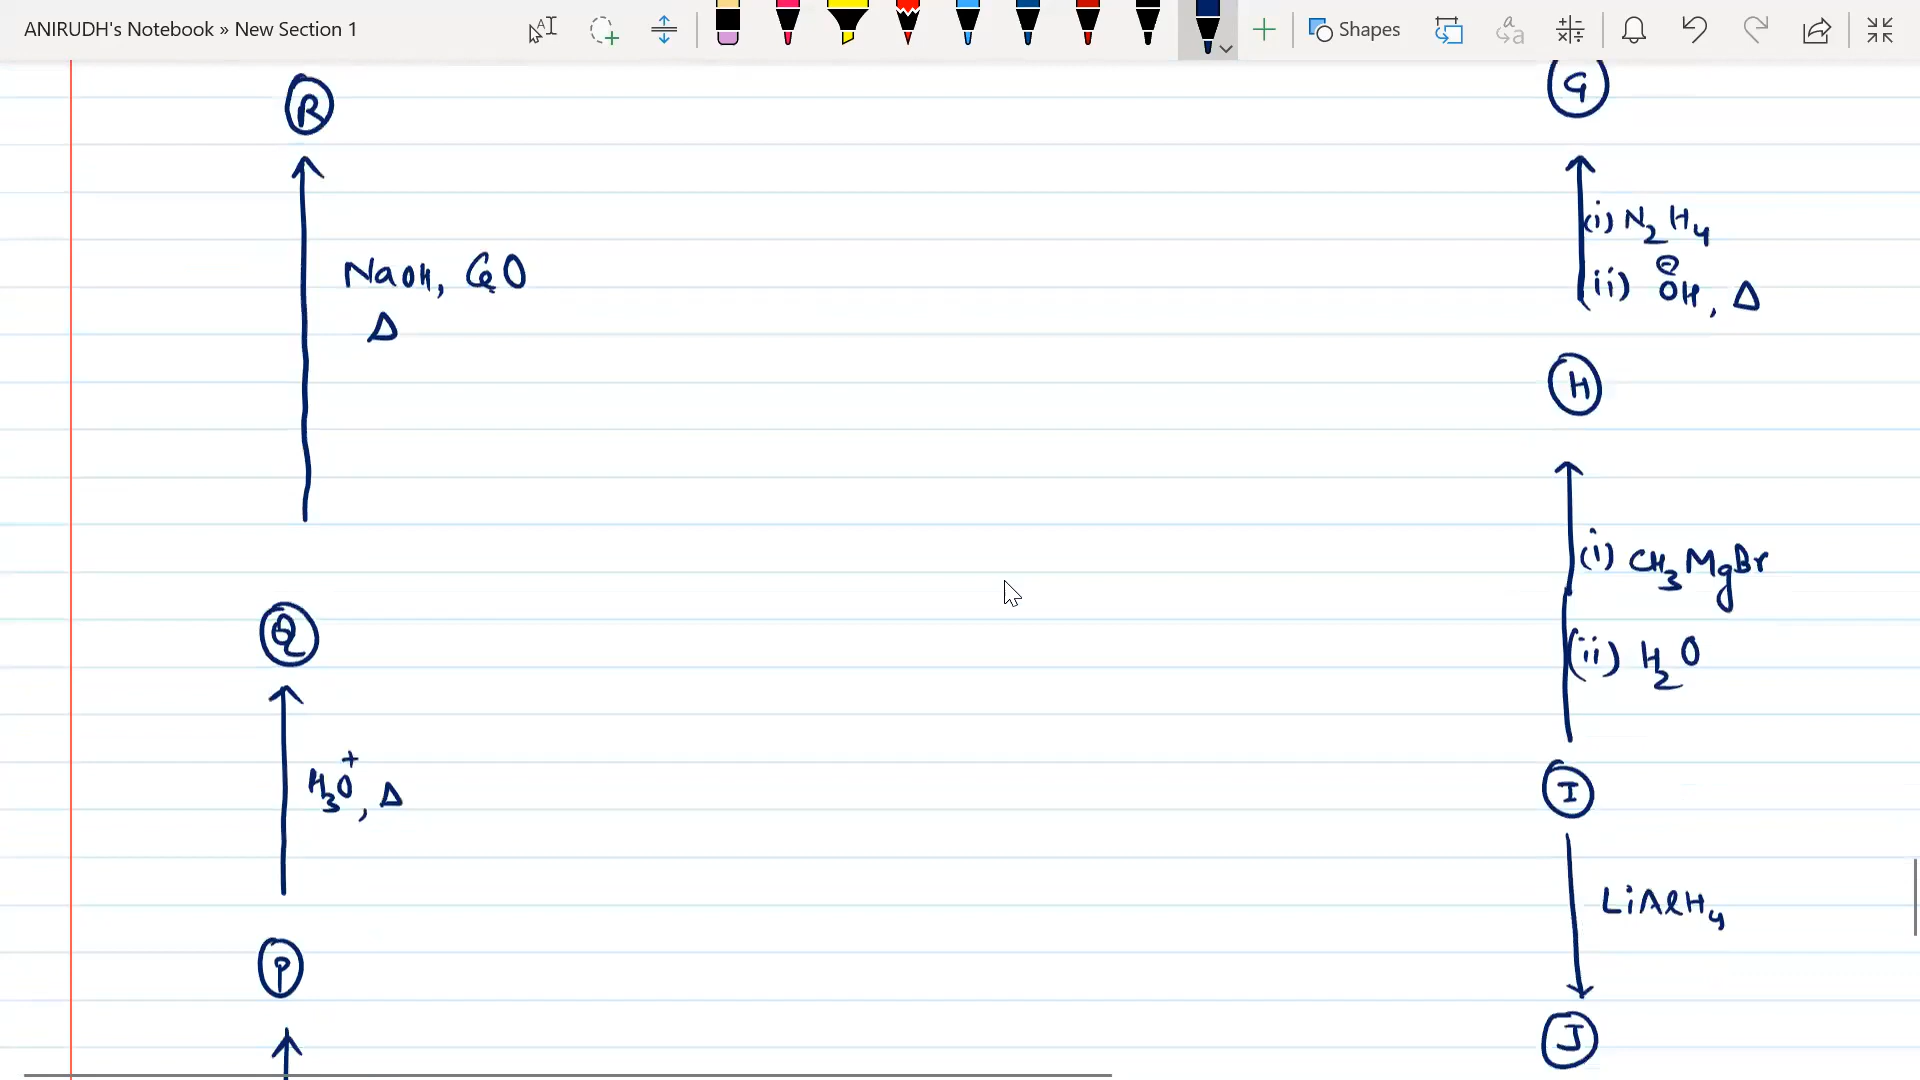 ANIRUDH's Notebook » New Section 1
Shapes
R
NaOH, CaO
Δ
Q
H3O+, Δ
P
G
(i) N2H4
(ii) ⊖OH, Δ
H
(i) CH3MgBr
(ii) H2O
I
LiAlH4
J